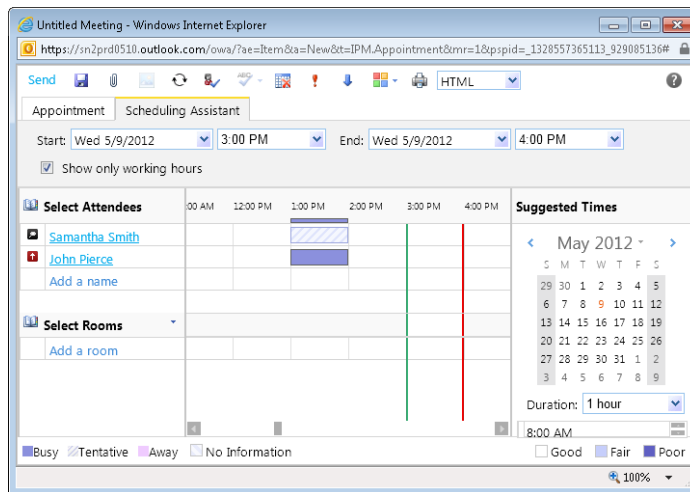 Untitled Meeting - Windows Internet Explorer
https://sn2prd0510.outlook.com/owa/?ae=Item&a=New&t=IPM.Appointment&mr=1&pspid=_1328557365113_929085136#
Send HTML
Appointment Scheduling Assistant
Start: Wed 5/9/2012 3:00 PM End: Wed 5/9/2012 4:00 PM
Show only working hours
Select Attendees :00 AM 12:00 PM 1:00 PM 2:00 PM 3:00 PM 4:00 PM Suggested Times
Samantha Smith
John Pierce
Add a name
Select Rooms
Add a room
May 2012
S M T W T F S
29 30 1 2 3 4 5
6 7 8 9 10 11 12
13 14 15 16 17 18 19
20 21 22 23 24 25 26
27 28 29 30 31 1 2
3 4 5 6 7 8 9
Duration: 1 hour
8:00 AM
Busy Tentative Away No Information Good Fair Poor
100%